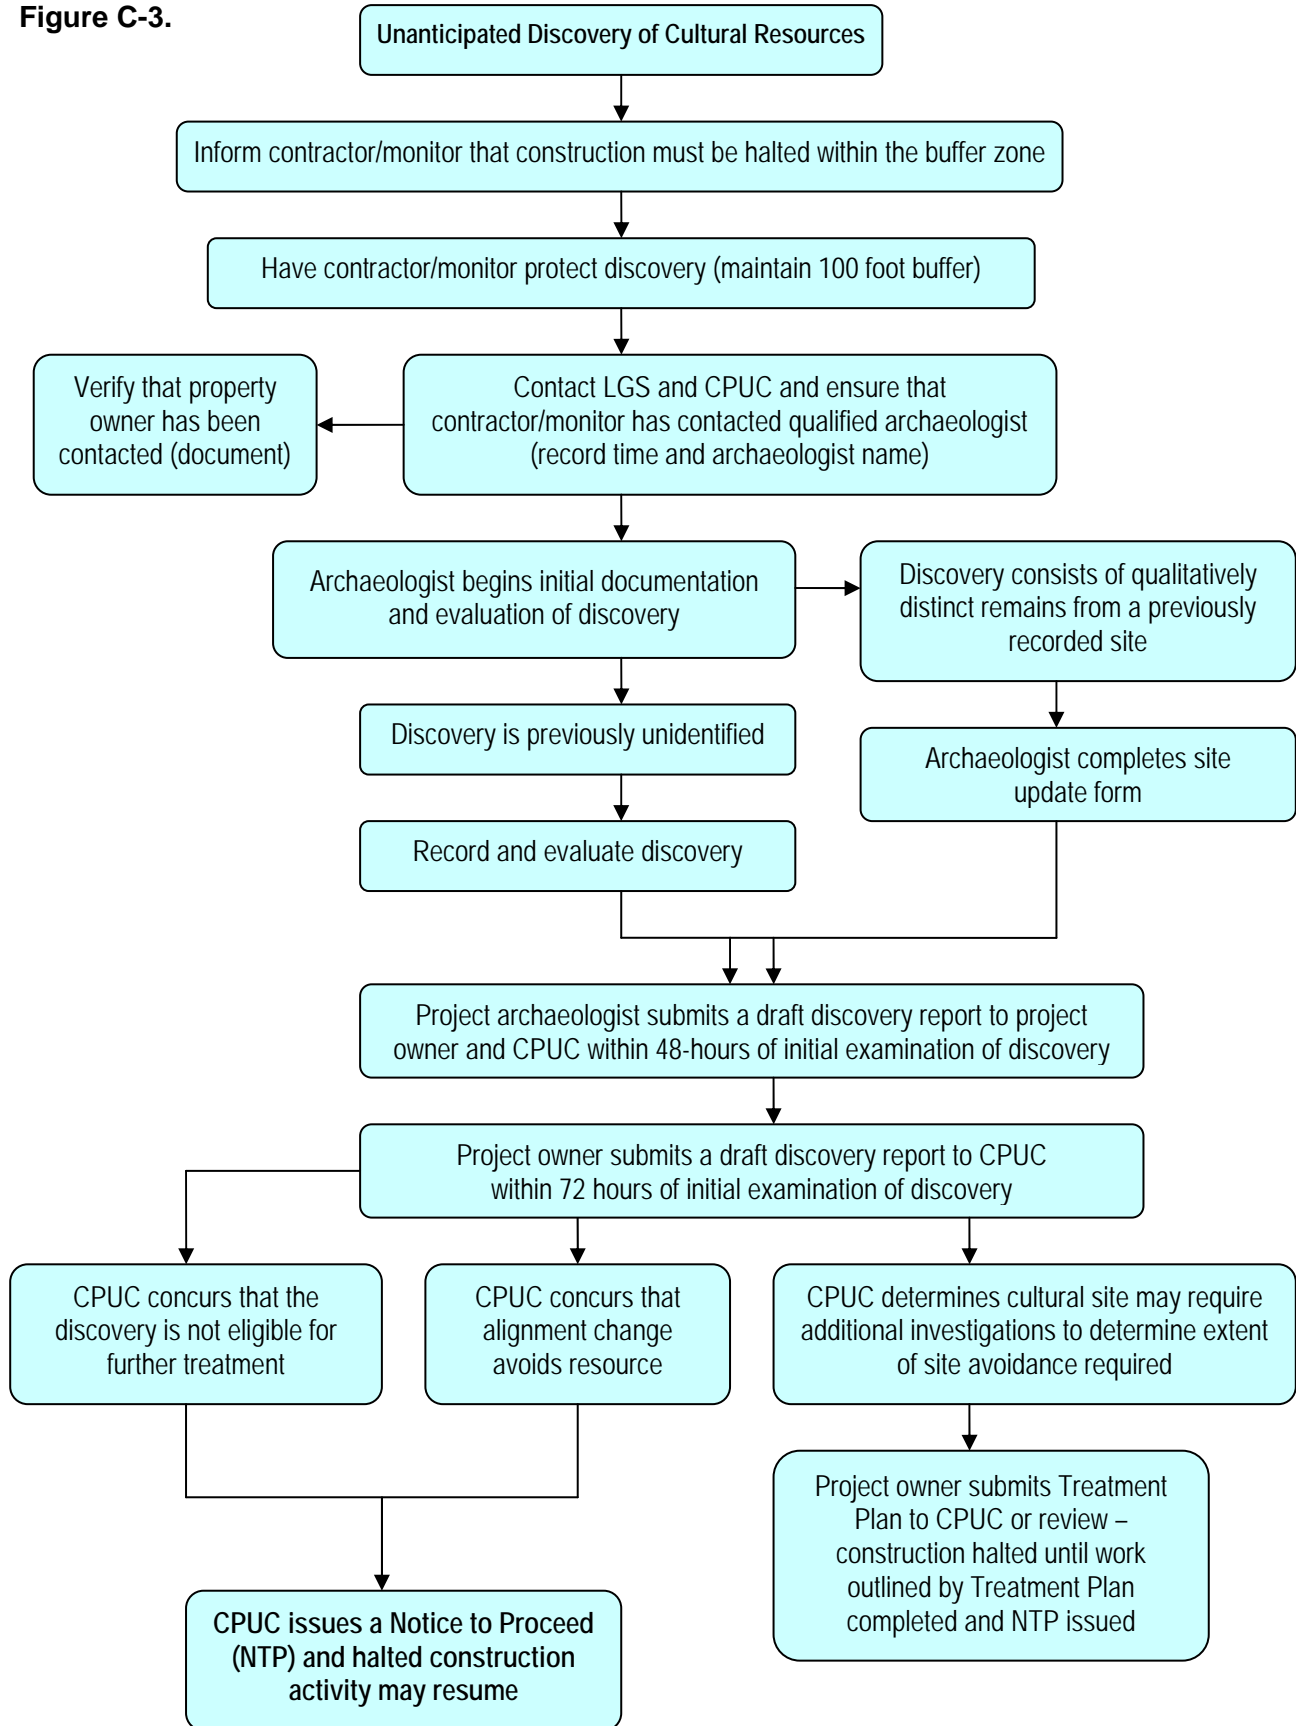 Figure C-3.
Unanticipated Discovery of Cultural Resources
Inform contractor/monitor that construction must be halted within the buffer zone
Have contractor/monitor protect discovery (maintain 100 foot buffer)
Verify that property
owner has been
contacted (document)
Contact LGS and CPUC and ensure that
contractor/monitor has contacted qualified archaeologist
(record time and archaeologist name)
Archaeologist begins initial documentation
and evaluation of discovery
Discovery consists of qualitatively
distinct remains from a previously
recorded site
Discovery is previously unidentified
Archaeologist completes site
update form
Record and evaluate discovery
Project archaeologist submits a draft discovery report to project
owner and CPUC within 48-hours of initial examination of discovery
Project owner submits a draft discovery report to CPUC
within 72 hours of initial examination of discovery
CPUC concurs that the
discovery is not eligible for
further treatment
CPUC concurs that
alignment change
avoids resource
CPUC determines cultural site may require
additional investigations to determine extent
of site avoidance required
Project owner submits Treatment
Plan to CPUC or review –
construction halted until work
outlined by Treatment Plan
completed and NTP issued
CPUC issues a Notice to Proceed
(NTP) and halted construction
activity may resume